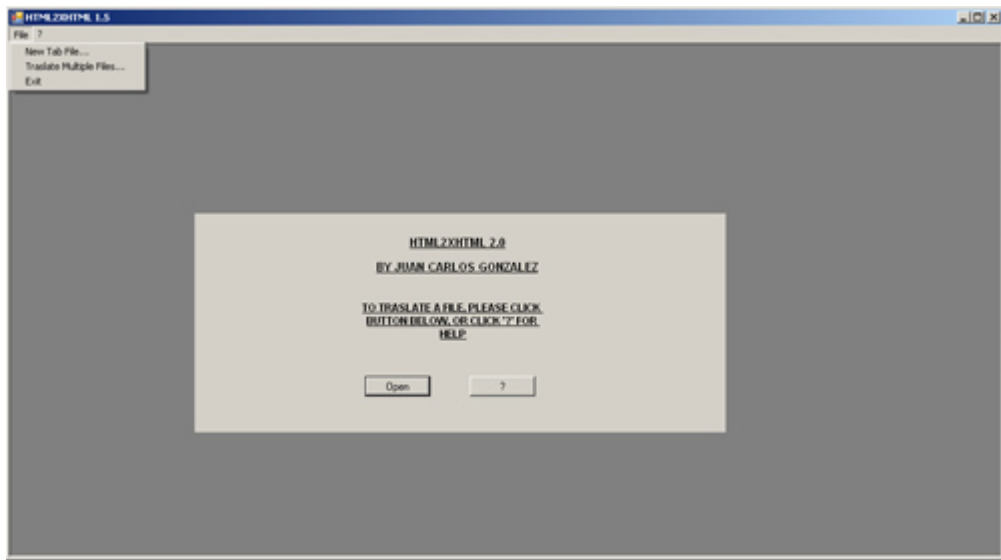 HTML2XHTML 1.5
File ?
New Tab File...
Traslate Multiple Files...
Exit
HTML2XHTML 2.0
BY JUAN CARLOS GONZALEZ
TO TRASLATE A FILE, PLEASE CLICK
BUTTON BELOW, OR CLICK "?" FOR
HELP
Open ?